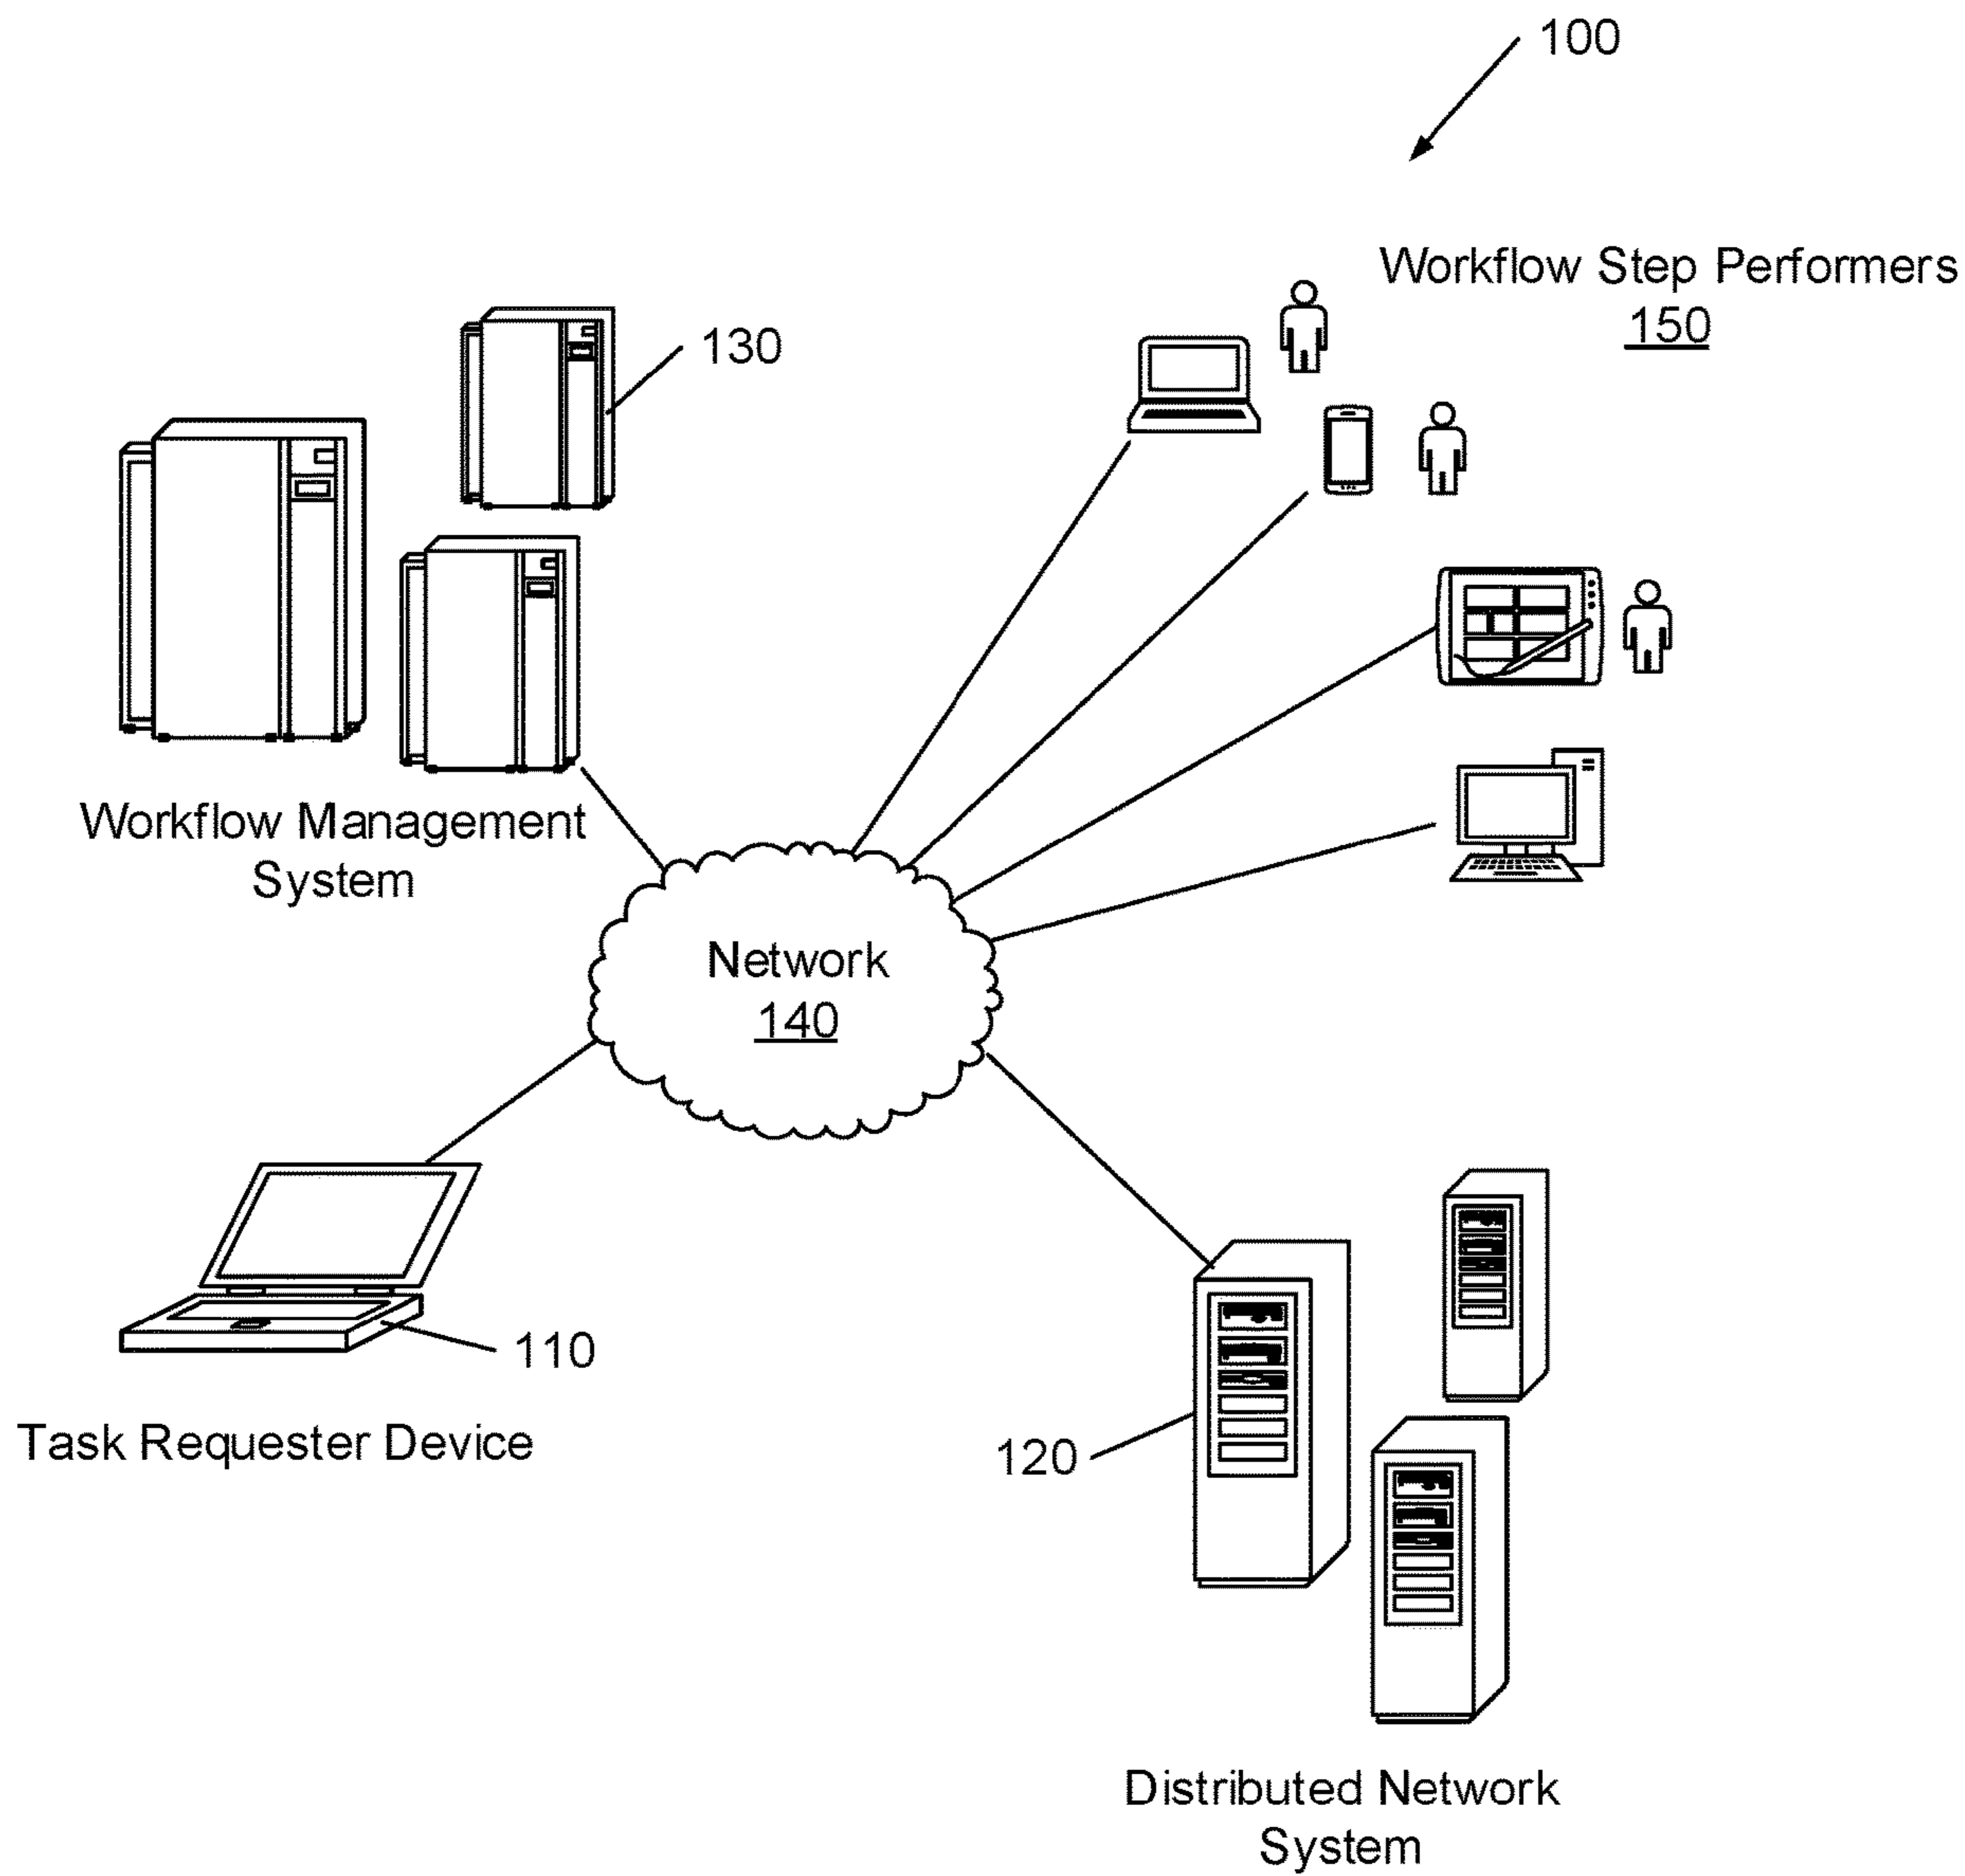 100
Workflow Step Performers
150
130
Workflow Management
System
Network
140
110
Task Requester Device
120
Distributed Network
System